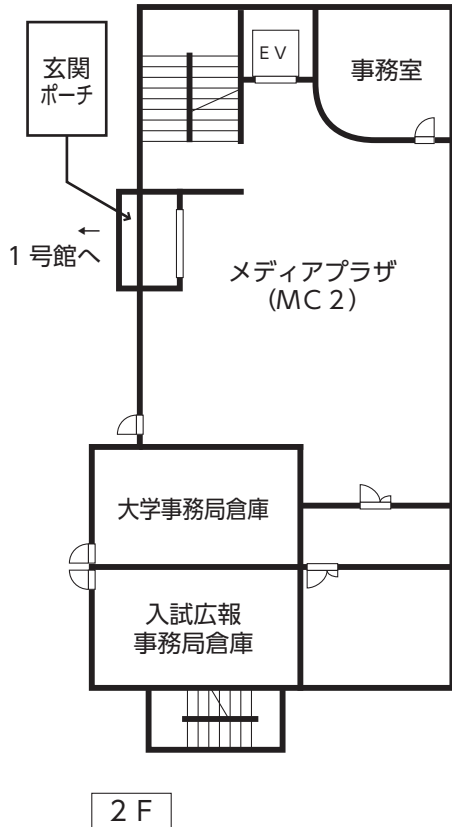 玄関
ポーチ
EV
事務室
←
1号館へ
メディアプラザ
(MC2)
大学事務局倉庫
入試広報
事務局倉庫
2F